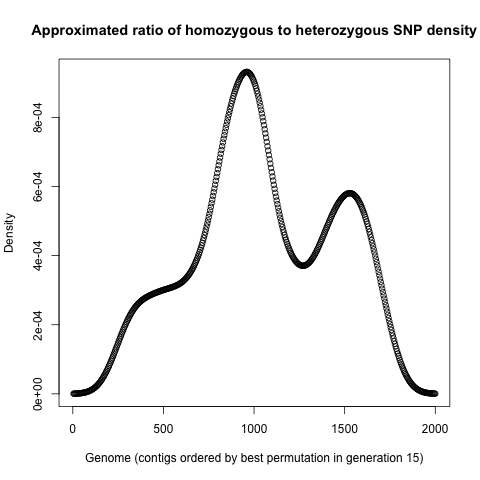 Approximated ratio of homozygous to heterozygous SNP density
Density
8e-04
6e-04
4e-04
2e-04
0e+00
0 500 1000 1500 2000
Genome (contigs ordered by best permutation in generation 15)